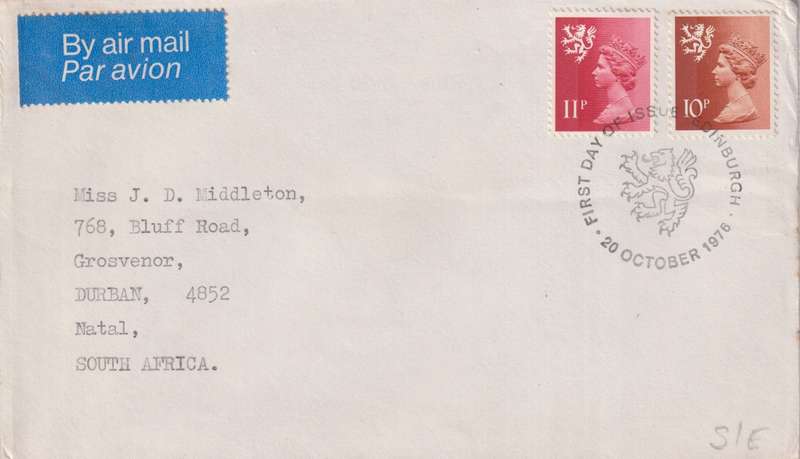 By air mail
Par avion
11P
10P
FIRST DAY OF ISSUE EDINBURGH
20 OCTOBER 1976
Miss J. D. Middleton,
768, Bluff Road,
Grosvenor,
DURBAN, 4852
Natal,
SOUTH AFRICA.
S/E